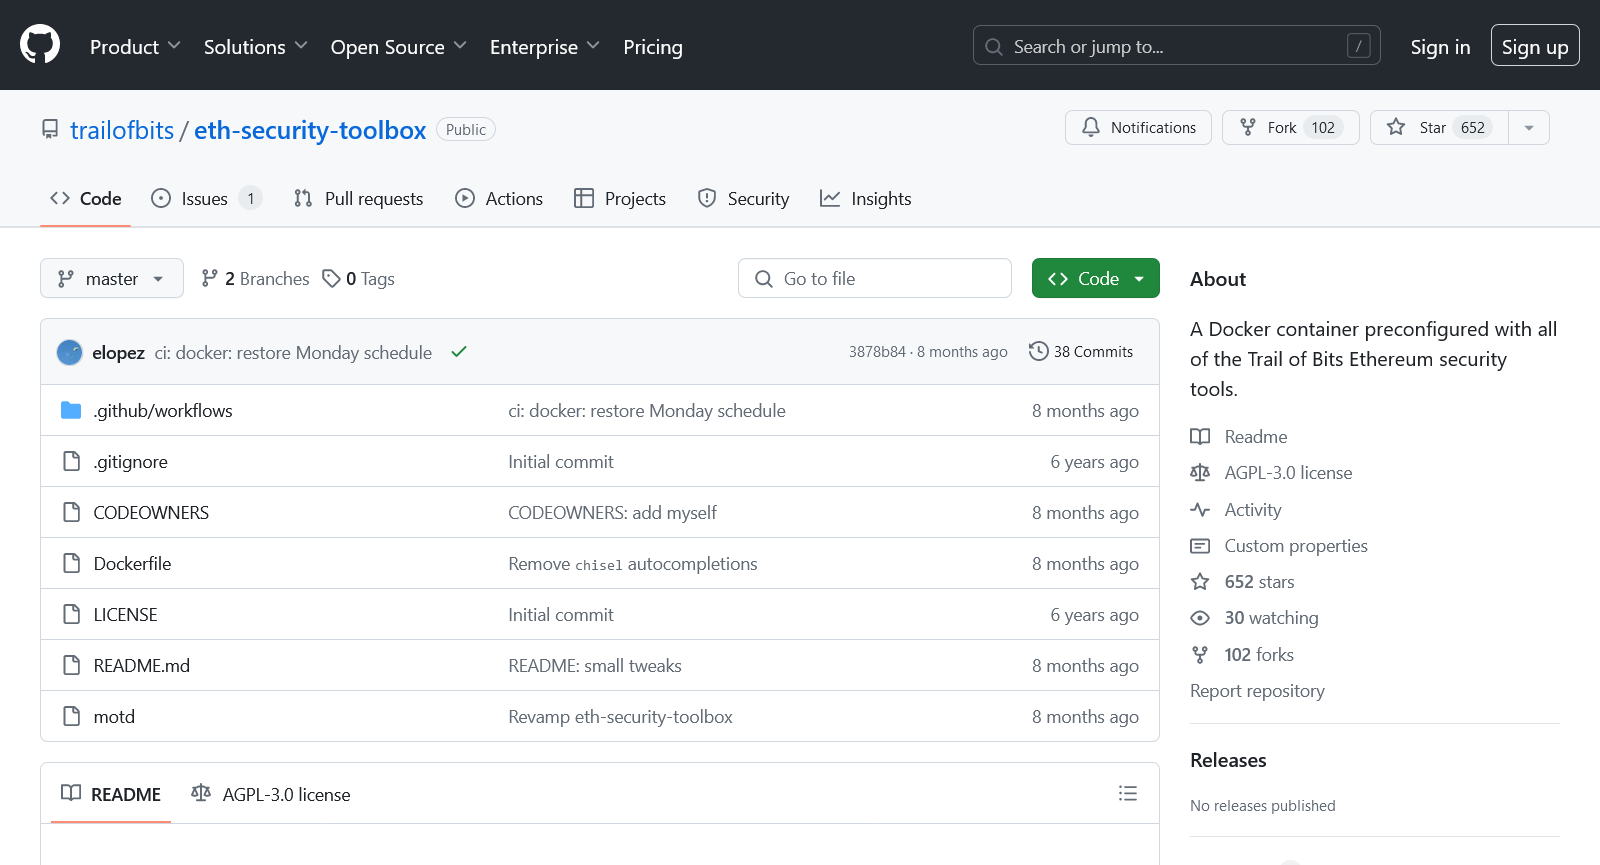 Product Solutions Open Source Enterprise Pricing Search or jump to... / Sign in Sign up
trailofbits / eth-security-toolbox Public Notifications Fork 102 Star 652
Code Issues 1 Pull requests Actions Projects Security Insights
master 2 Branches 0 Tags Go to file Code
elopez ci: docker: restore Monday schedule 3878b84 · 8 months ago 38 Commits
.github/workflows ci: docker: restore Monday schedule 8 months ago
.gitignore Initial commit 6 years ago
CODEOWNERS CODEOWNERS: add myself 8 months ago
Dockerfile Remove chisel autocompletions 8 months ago
LICENSE Initial commit 6 years ago
README.md README: small tweaks 8 months ago
motd Revamp eth-security-toolbox 8 months ago
README AGPL-3.0 license
About
A Docker container preconfigured with all
of the Trail of Bits Ethereum security
tools.
Readme
AGPL-3.0 license
Activity
Custom properties
652 stars
30 watching
102 forks
Report repository
Releases
No releases published